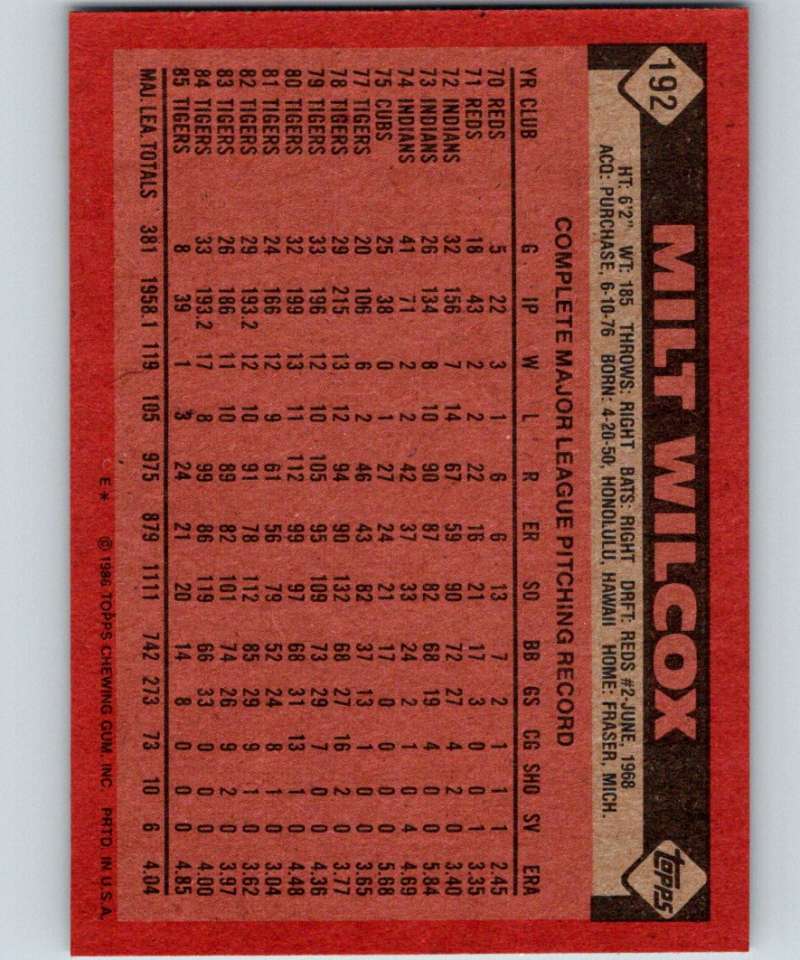 192
MILT WILCOX
topps
HT: 6'2" WT: 185 THROWS: RIGHT BATS: RIGHT DRFT: REDS #2-JUNE, 1968
ACQ: PURCHASE, 6-10-76 BORN: 4-20-50, HONOLULU, HAWAII HOME: FRASER, MICH.
COMPLETE MAJOR LEAGUE PITCHING RECORD
YR CLUB G IP W L R ER SO BB GS CG SHO SV ERA
70 REDS 5 22 3 1 6 6 13 7 2 1 1 1 2.45
71 REDS 18 43 2 2 22 16 21 17 3 0 0 1 3.35
72 INDIANS 32 156 7 14 67 59 90 72 27 4 2 0 3.40
73 INDIANS 26 134 8 10 90 87 82 68 19 4 0 0 5.84
74 INDIANS 41 71 2 2 42 37 33 24 2 1 0 4 4.69
75 CUBS 25 38 0 1 27 24 21 17 0 0 0 0 5.68
77 TIGERS 20 106 6 2 46 43 82 37 13 1 0 0 3.65
78 TIGERS 29 215 13 12 94 90 132 68 27 16 2 0 3.77
79 TIGERS 33 196 12 10 105 95 109 73 29 7 0 0 4.36
80 TIGERS 32 199 13 11 112 99 97 68 31 13 1 0 4.48
81 TIGERS 24 166 12 9 61 56 79 52 24 8 1 0 3.04
82 TIGERS 29 193.2 12 10 91 78 112 85 29 9 1 0 3.62
83 TIGERS 26 186 11 10 89 82 101 74 26 9 2 0 3.97
84 TIGERS 33 193.2 17 8 99 86 119 66 33 0 0 0 4.00
85 TIGERS 8 39 1 3 24 21 20 14 8 0 0 0 4.85
MAJ. LEA. TOTALS 381 1958.1 119 105 975 879 1111 742 273 73 10 6 4.04
E* © 1986 TOPPS CHEWING GUM, INC. PRTD. IN U.S.A.